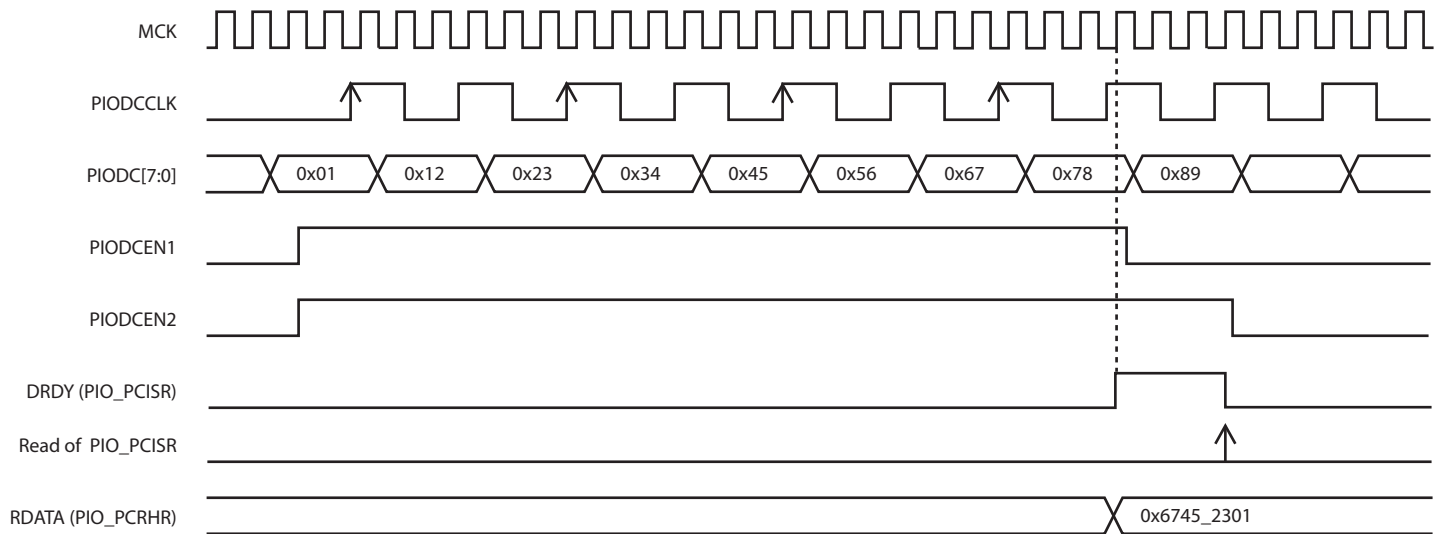 MCK
PIODCCLK
PIODC[7:0] 0x01 0x12 0x23 0x34 0x45 0x56 0x67 0x78 0x89
PIODCEN1
PIODCEN2
DRDY (PIO_PCISR)
Read of PIO_PCISR
RDATA (PIO_PCRHR) 0x6745_2301